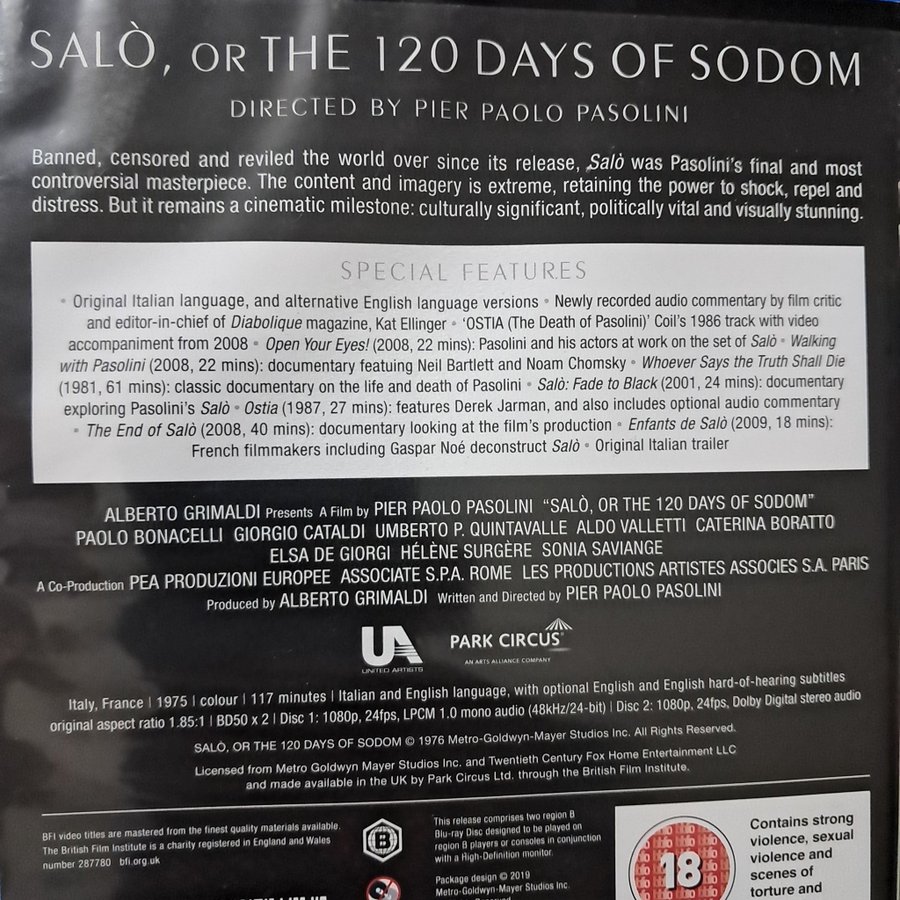 SALÒ, OR THE 120 DAYS OF SODOM
DIRECTED BY PIER PAOLO PASOLINI
Banned, censored and reviled the world over since its release, Salò was Pasolini's final and most
controversial masterpiece. The content and imagery is extreme, retaining the power to shock, repel and
distress. But it remains a cinematic milestone: culturally significant, politically vital and visually stunning.
SPECIAL FEATURES
• Original Italian language, and alternative English language versions • Newly recorded audio commentary by film critic
and editor-in-chief of Diabolique magazine, Kat Ellinger • 'OSTIA (The Death of Pasolini)' Coil's 1986 track with video
accompaniment from 2008 • Open Your Eyes! (2008, 22 mins): Pasolini and his actors at work on the set of Salò • Walking
with Pasolini (2008, 22 mins): documentary featuing Neil Bartlett and Noam Chomsky • Whoever Says the Truth Shall Die
(1981, 61 mins): classic documentary on the life and death of Pasolini • Salò: Fade to Black (2001, 24 mins): documentary
exploring Pasolini's Salò • Ostia (1987, 27 mins): features Derek Jarman, and also includes optional audio commentary
• The End of Salò (2008, 40 mins): documentary looking at the film's production • Enfants de Salò (2009, 18 mins):
French filmmakers including Gaspar Noé deconstruct Salò • Original Italian trailer
ALBERTO GRIMALDI Presents A Film by PIER PAOLO PASOLINI "SALÒ, OR THE 120 DAYS OF SODOM"
PAOLO BONACELLI GIORGIO CATALDI UMBERTO P. QUINTAVALLE ALDO VALLETTI CATERINA BORATTO
ELSA DE GIORGI HÉLÈNE SURGÈRE SONIA SAVIANGE
A Co-Production PEA PRODUZIONI EUROPEE ASSOCIATE S.P.A. ROME LES PRODUCTIONS ARTISTES ASSOCIES S.A. PARIS
Produced by ALBERTO GRIMALDI Written and Directed by PIER PAOLO PASOLINI
UA
UNITED ARTISTS
PARK CIRCUS
AN ARTS ALLIANCE COMPANY
Italy, France | 1975 | colour | 117 minutes | Italian and English language, with optional English and English hard-of-hearing subtitles
original aspect ratio 1.85:1 | BD50 x 2 | Disc 1: 1080p, 24fps, LPCM 1.0 mono audio (48kHz/24-bit) | Disc 2: 1080p, 24fps, Dolby Digital stereo audio
SALÒ, OR THE 120 DAYS OF SODOM © 1976 Metro-Goldwyn-Mayer Studios Inc. All Rights Reserved.
Licensed from Metro Goldwyn Mayer Studios Inc. and Twentieth Century Fox Home Entertainment LLC
and made available in the UK by Park Circus Ltd. through the British Film Institute.
BFI video titles are mastered from the finest quality materials available.
The British Film Institute is a charity registered in England and Wales
number 287780 bfi.org.uk
B
This release comprises two region B
Blu-ray Disc designed to be played on
region B players or consoles in conjunction
with a High-Definition monitor.
Package design © 2019
Metro-Goldwyn-Mayer Studios Inc.
18
Contains strong
violence, sexual
violence and
scenes of
torture and